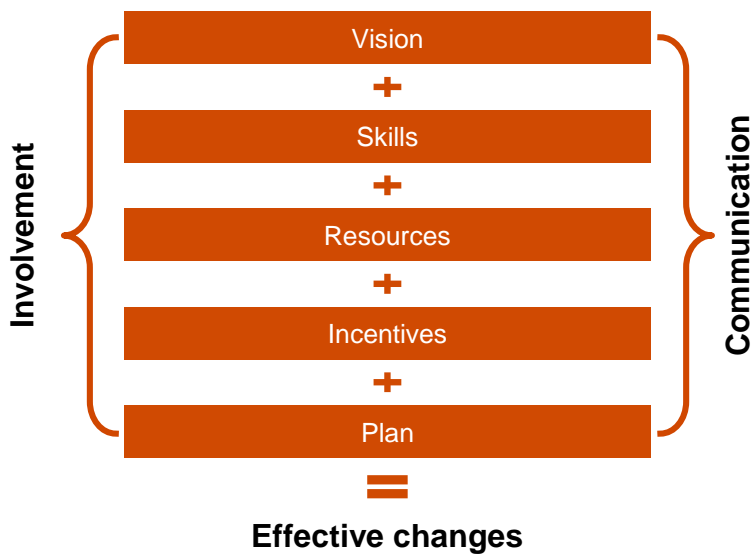 Vision
+
Skills
+
Resources
+
Incentives
+
Plan
=
Effective changes
Involvement
Communication